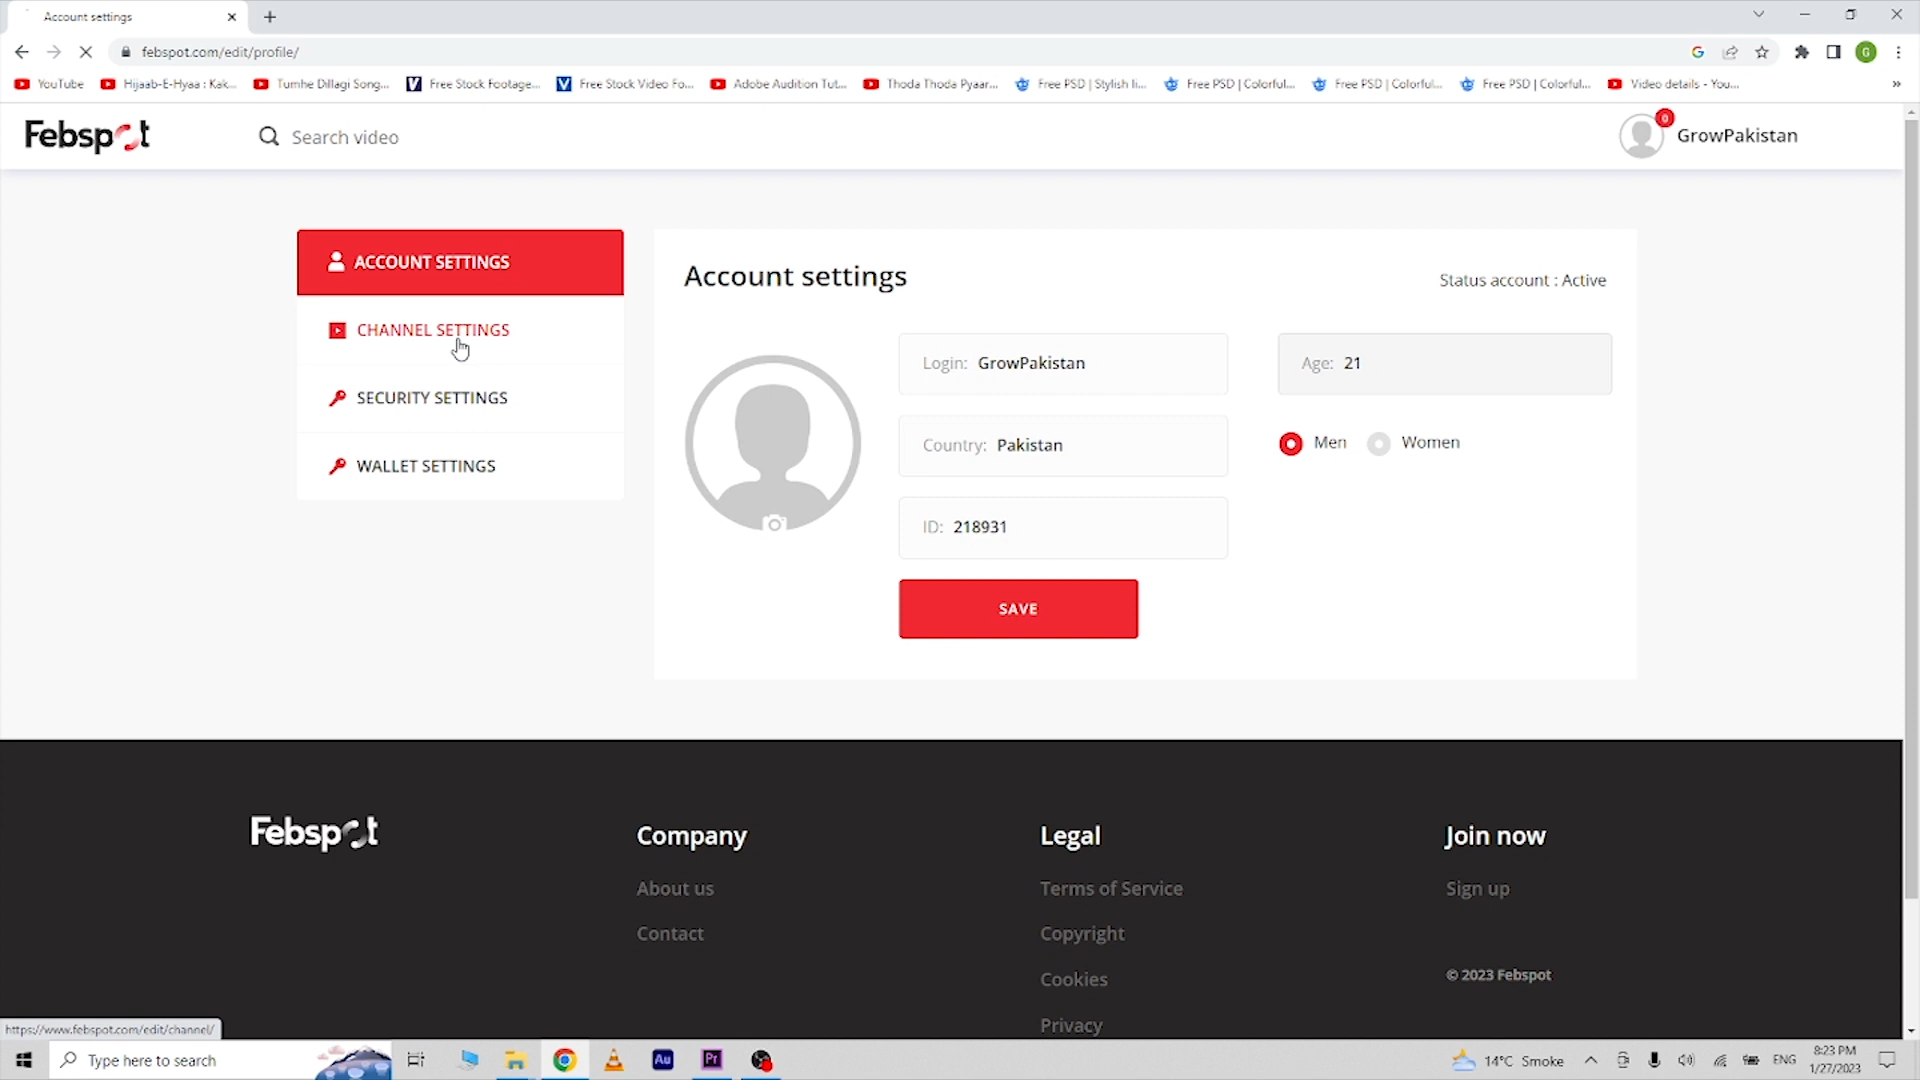 Account settings
febspot.com/edit/profile/
G
YouTube
Hijaab-E-Hyaa : Kak...
Tumhe Dillagi Song...
Free Stock Footage...
Free Stock Video Fo...
Adobe Audition Tut...
Thoda Thoda Pyaar...
Free PSD | Stylish li...
Free PSD | Colorful...
Free PSD | Colorful...
Free PSD | Colorful...
Video details - You...
»
Febspot
Search video
0
GrowPakistan
ACCOUNT SETTINGS
CHANNEL SETTINGS
SECURITY SETTINGS
WALLET SETTINGS
Account settings
Status account : Active
Login: GrowPakistan
Age: 21
Country: Pakistan
Men
Women
ID: 218931
SAVE
Febspot
Company
About us
Contact
Legal
Terms of Service
Copyright
Cookies
Privacy
Join now
Sign up
© 2023 Febspot
https://www.febspot.com/edit/channel/
Type here to search
Au
Pr
14°C Smoke
ENG
8:23 PM
1/27/2023